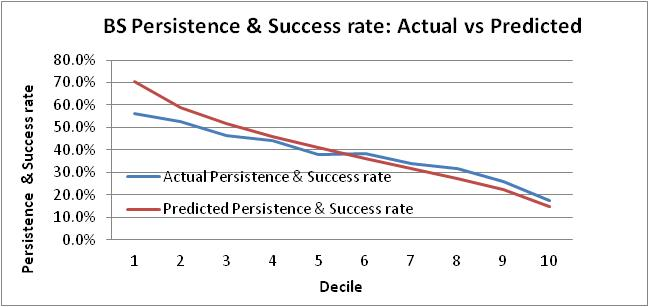 BS Persistence & Success rate: Actual vs Predicted
Persistence & Success rate
80.0%
70.0%
60.0%
50.0%
40.0%
30.0%
20.0%
10.0%
0.0%
Actual Persistence & Success rate
Predicted Persistence & Success rate
1 2 3 4 5 6 7 8 9 10
Decile